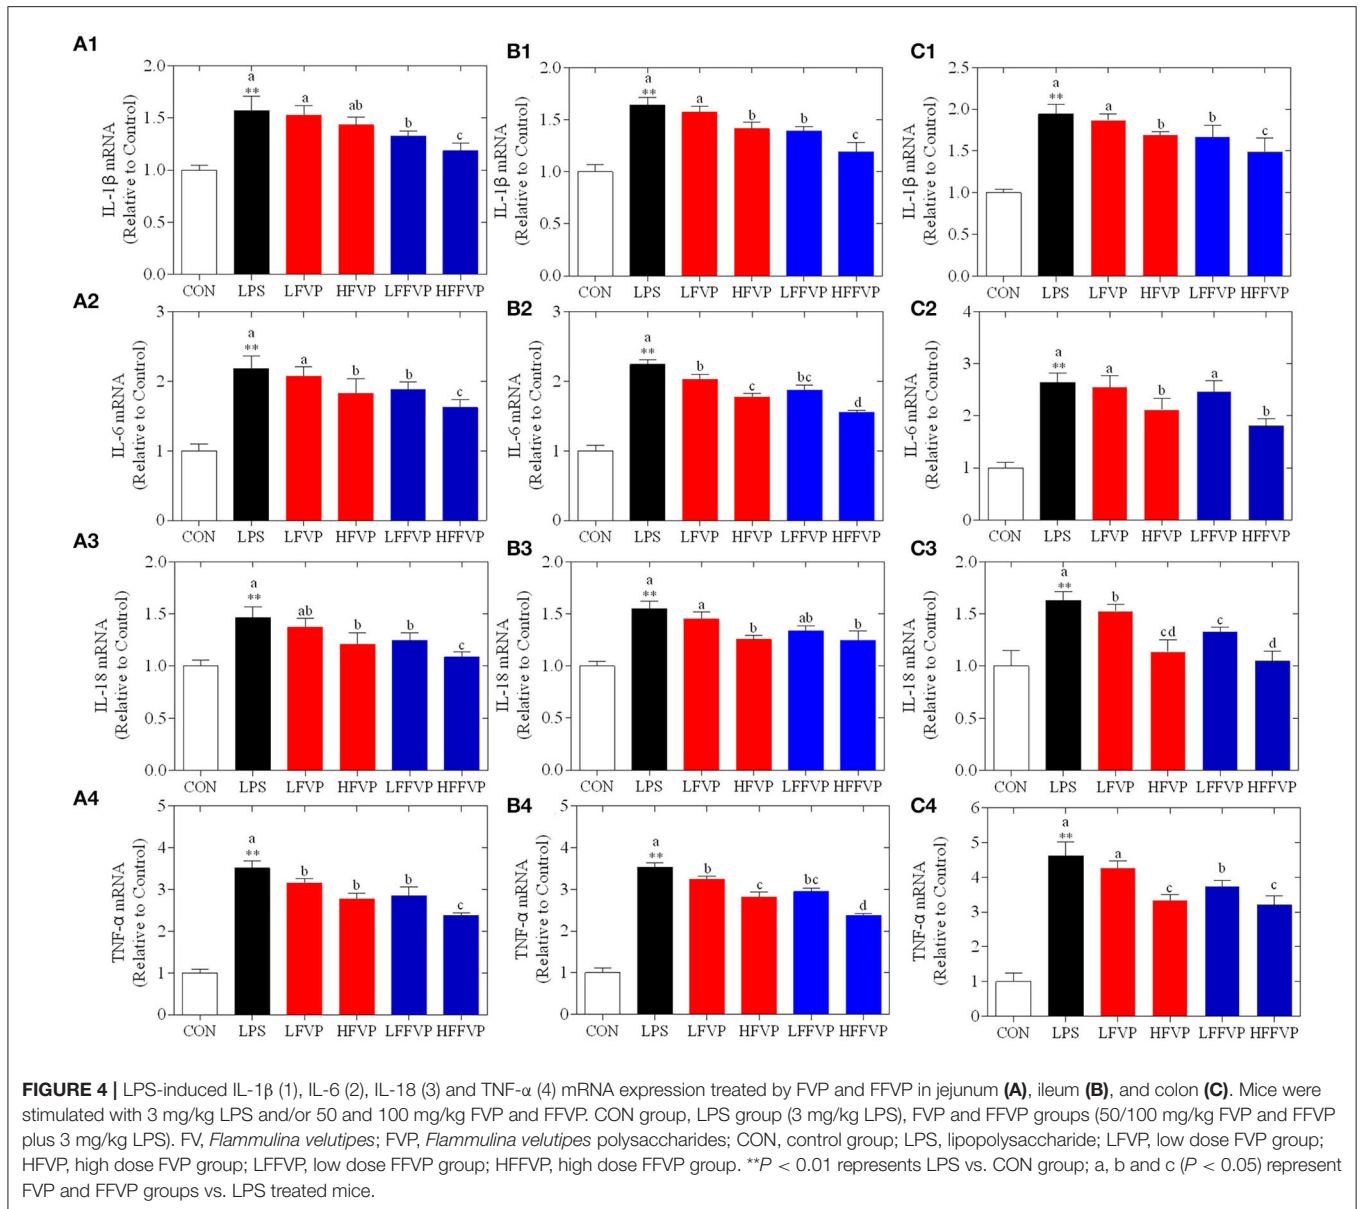 A1
2.0
1.5
1.0
0.5
0.0
IL-1β mRNA
(Relative to Control)
a
**
a
ab
b
c
CON LPS LFVP HFVP LFFVP HFFVP
B1
2.0
1.5
1.0
0.5
0.0
IL-1β mRNA
(Relative to Control)
a
**
a
b
b
c
CON LPS LFVP HFVP LFFVP HFFVP
C1
2.5
2.0
1.5
1.0
0.5
0.0
IL-1β mRNA
(Relative to Control)
a
**
a
b
b
c
CON LPS LFVP HFVP LFFVP HFFVP
A2
3
2
1
0
IL-6 mRNA
(Relative to Control)
a
**
a
b
b
c
CON LPS LFVP HFVP LFFVP HFFVP
B2
3
2
1
0
IL-6 mRNA
(Relative to Control)
a
**
b
c
bc
d
CON LPS LFVP HFVP LFFVP HFFVP
C2
4
3
2
1
0
IL-6 mRNA
(Relative to Control)
a
**
a
b
a
b
CON LPS LFVP HFVP LFFVP HFFVP
A3
2.0
1.5
1.0
0.5
0.0
IL-18 mRNA
(Relative to Control)
a
**
ab
b
b
c
CON LPS LFVP HFVP LFFVP HFFVP
B3
2.0
1.5
1.0
0.5
0.0
IL-18 mRNA
(Relative to Control)
a
**
a
b
ab
b
CON LPS LFVP HFVP LFFVP HFFVP
C3
2.0
1.5
1.0
0.5
0.0
IL-18 mRNA
(Relative to Control)
a
**
b
cd
c
d
CON LPS LFVP HFVP LFFVP HFFVP
A4
5
4
3
2
1
0
TNF-α mRNA
(Relative to Control)
a
**
b
b
b
c
CON LPS LFVP HFVP LFFVP HFFVP
B4
5
4
3
2
1
0
TNF-α mRNA
(Relative to Control)
a
**
b
c
bc
d
CON LPS LFVP HFVP LFFVP HFFVP
C4
6
5
4
3
2
1
0
TNF-α mRNA
(Relative to Control)
a
**
a
c
b
c
CON LPS LFVP HFVP LFFVP HFFVP
FIGURE 4 | LPS-induced IL-1β (1), IL-6 (2), IL-18 (3) and TNF-α (4) mRNA expression treated by FVP and FFVP in jejunum (A), ileum (B), and colon (C). Mice were
stimulated with 3 mg/kg LPS and/or 50 and 100 mg/kg FVP and FFVP. CON group, LPS group (3 mg/kg LPS), FVP and FFVP groups (50/100 mg/kg FVP and FFVP
plus 3 mg/kg LPS). FV, Flammulina velutipes; FVP, Flammulina velutipes polysaccharides; CON, control group; LPS, lipopolysaccharide; LFVP, low dose FVP group;
HFVP, high dose FVP group; LFFVP, low dose FFVP group; HFFVP, high dose FFVP group. **P < 0.01 represents LPS vs. CON group; a, b and c (P < 0.05) represent
FVP and FFVP groups vs. LPS treated mice.